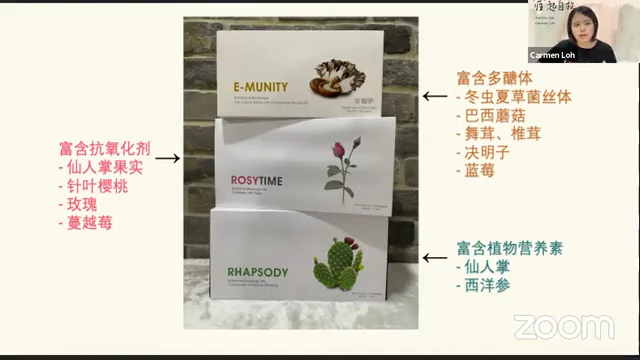 Carmen Loh
富含抗氧化剂
- 仙人掌果实
- 针叶樱桃
- 玫瑰
- 蔓越莓
E-MUNITY
ROSYTIME
RHAPSODY
富含多醣体
- 冬虫夏草菌丝体
- 巴西蘑菇
- 舞茸、椎茸
- 决明子
- 蓝莓
富含植物营养素
- 仙人掌
- 西洋参
zoom